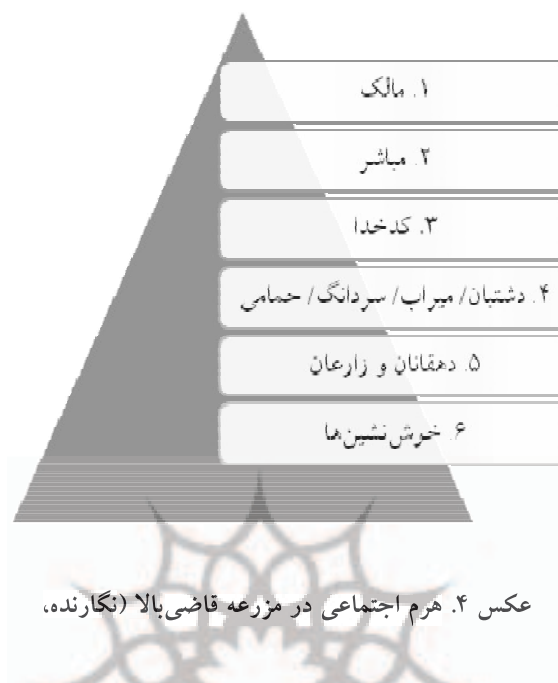 ۱. مالک
۲. مباشر
۳. کدخدا
۴. دشتبان/ میراب/ سردانگ/ حمامی
۵. دهقانان و زارعان
۶. خوش‌نشین‌ها
عکس ۴. هرم اجتماعی در مزرعه قاضی‌بالا (نگارنده،